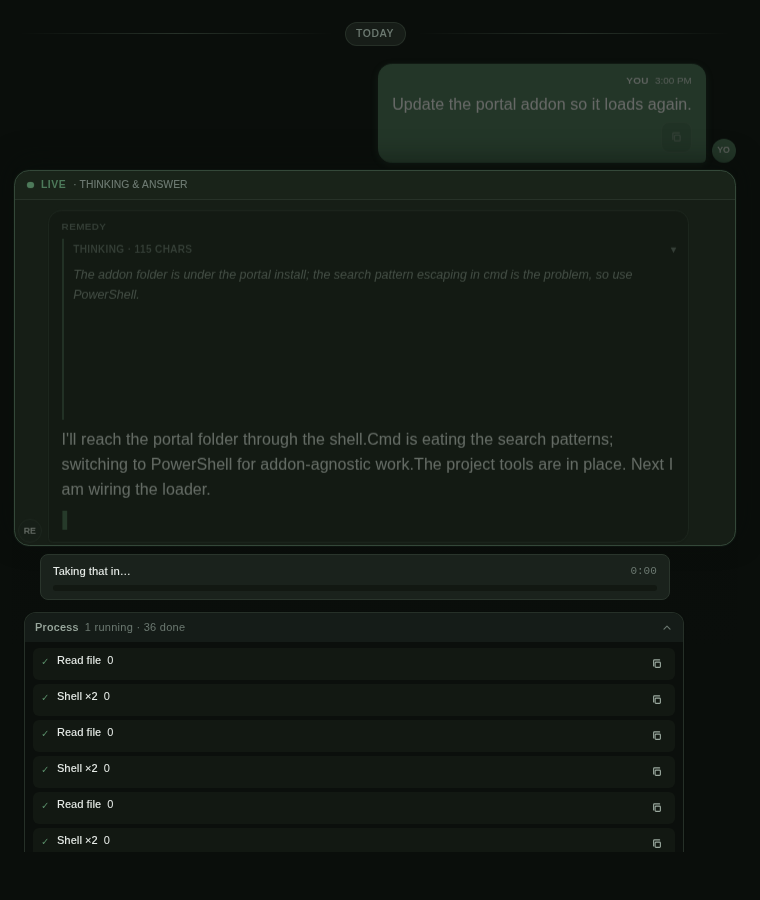 TODAY
YOU 3:00 PM
Update the portal addon so it loads again.
YO
LIVE · THINKING & ANSWER
REMEDY
THINKING · 115 CHARS
The addon folder is under the portal install; the search pattern escaping in cmd is the problem, so use
PowerShell.
I'll reach the portal folder through the shell.Cmd is eating the search patterns;
switching to PowerShell for addon-agnostic work.The project tools are in place. Next I
am wiring the loader.
RE
Taking that in… 0:00
Process 1 running · 36 done
✓ Read file 0
✓ Shell ×2 0
✓ Read file 0
✓ Shell ×2 0
✓ Read file 0
✓ Shell ×2 0